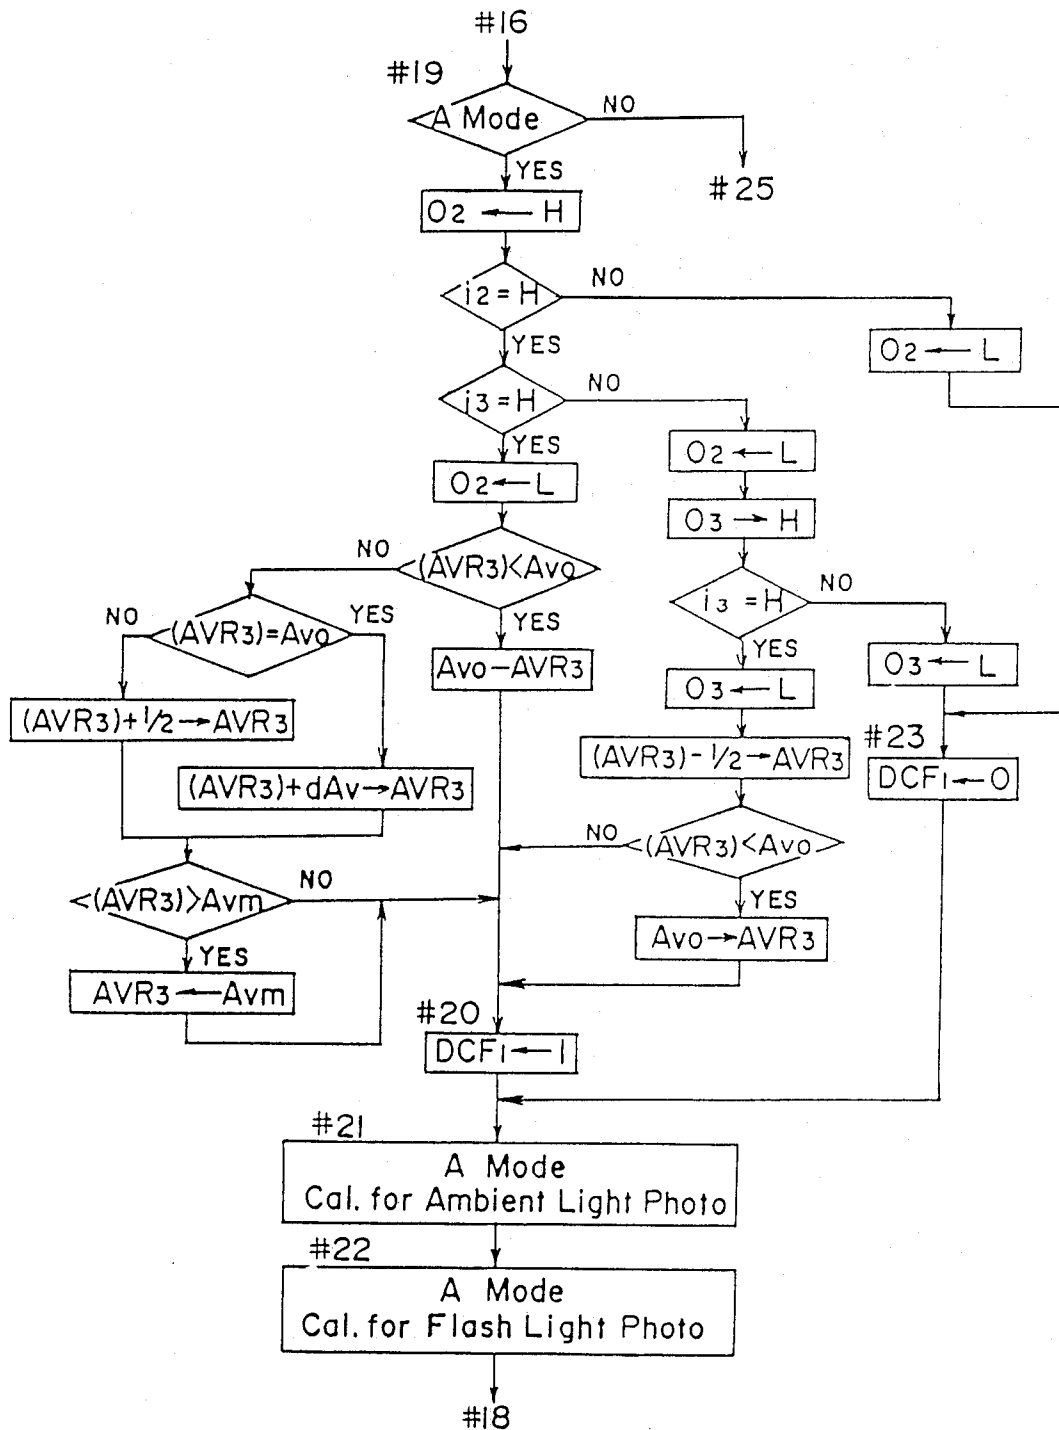 #16
#19
A Mode
NO
YES
#25
O2 ← H
i2 = H
NO
YES
O2 ← L
i3 = H
NO
YES
O2 ← L
O2 ← L
O3 → H
(AVR3)<Avo
NO
YES
i3 = H
NO
YES
(AVR3)=Avo
NO
YES
Avo-AVR3
O3 ← L
O3 ← L
(AVR3)+1/2→AVR3
(AVR3)-1/2→AVR3
#23
DCF1←0
(AVR3)+dAv→AVR3
(AVR3)<Avo
NO
YES
<(AVR3)>Avm
NO
YES
Avo→AVR3
AVR3←Avm
#20
DCF1←1
#21
A Mode
Cal. for Ambient Light Photo
#22
A Mode
Cal. for Flash Light Photo
#18